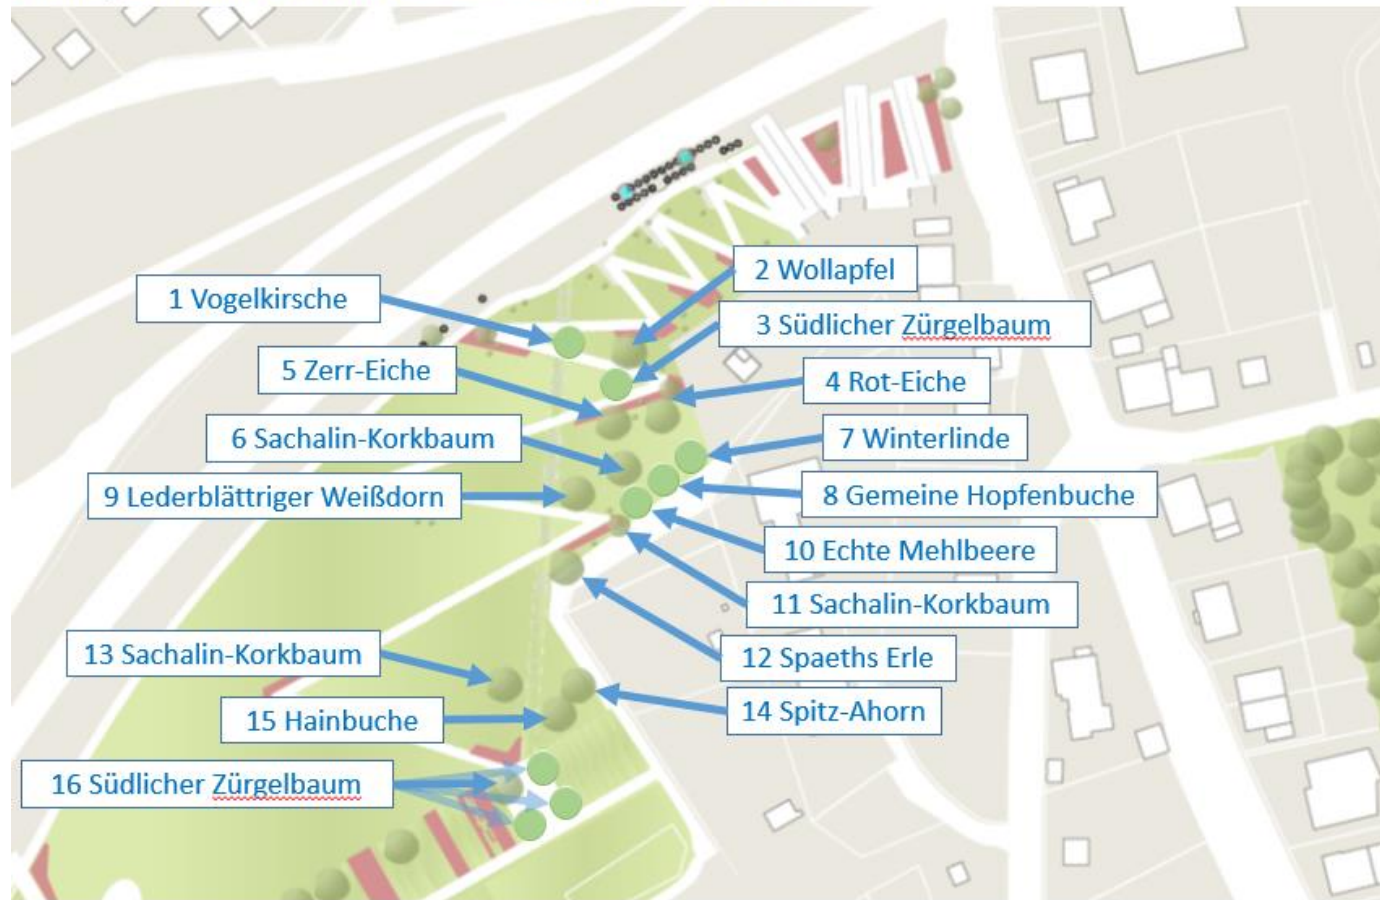 1 Vogelkirsche
2 Wollapfel
3 Südlicher Zürgelbaum
5 Zerr-Eiche
4 Rot-Eiche
6 Sachalin-Korkbaum
7 Winterlinde
9 Lederblättriger Weißdorn
8 Gemeine Hopfenbuche
10 Echte Mehlbeere
11 Sachalin-Korkbaum
13 Sachalin-Korkbaum
12 Spaeths Erle
15 Hainbuche
14 Spitz-Ahorn
16 Südlicher Zürgelbaum